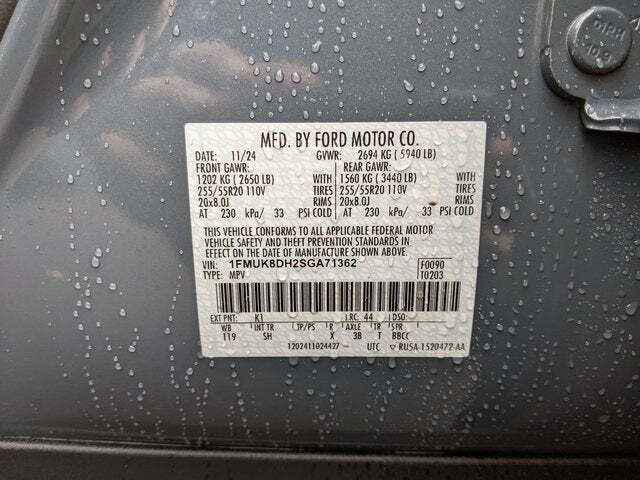 MFD. BY FORD MOTOR CO.
DATE: 11/24 GVWR: 2694 KG ( 5940 LB)
FRONT GAWR: REAR GAWR:
1202 KG ( 2650 LB) 1560 KG ( 3440 LB)
255/55R20 110V TIRES 255/55R20 110V
20x8.0J RIMS 20x8.0J
AT 230 kPa/ 33 PSI COLD AT 230 kPa/ 33 PSI COLD
THIS VEHICLE CONFORMS TO ALL APPLICABLE FEDERAL MOTOR
VEHICLE SAFETY AND THEFT PREVENTION STANDARDS IN
EFFECT ON THE DATE OF MANUFACTURE SHOWN ABOVE.
VIN: 1FMUK8DH2SGA71362 F0090
TYPE: MPV T0203
EXT PNT: K1 RC: 44 DSO:
WB INT TR TP/PS R AXLE TR SPR
119 SH X 3B T BBCC
1202411024427 UTC ▽ RU5A-1520472-AA